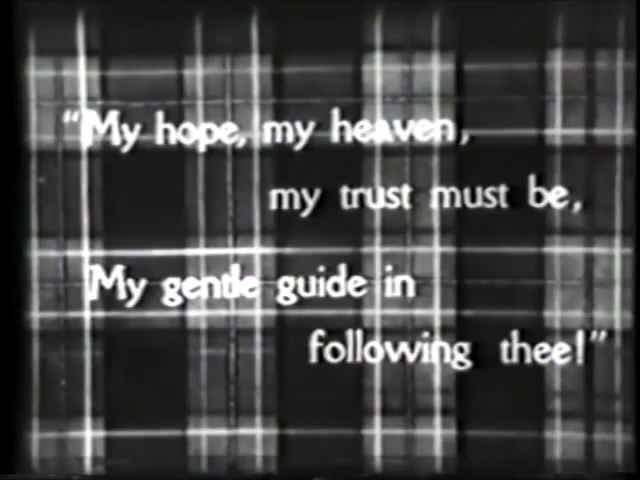 "My hope, my heaven,
my trust must be,
My gentle guide in
following thee!"